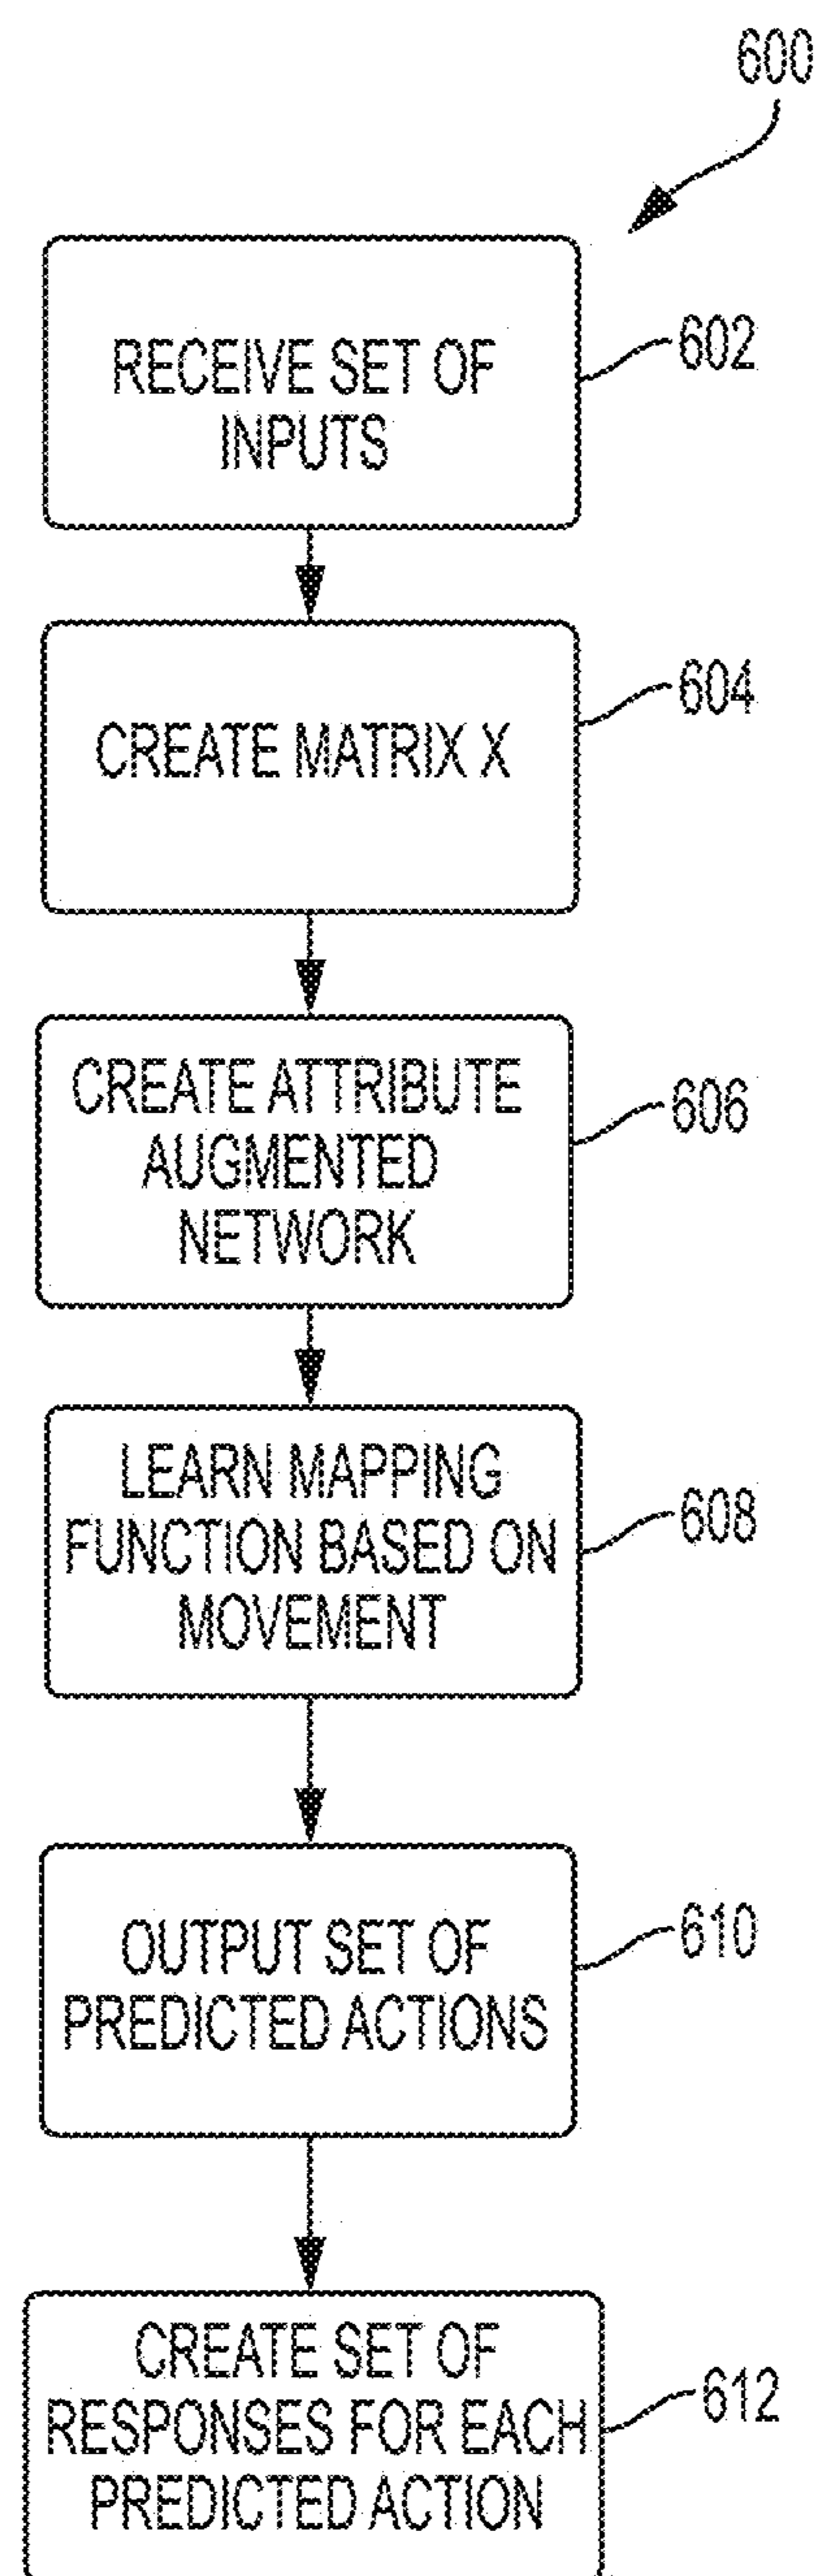 600
RECEIVE SET OF
INPUTS
602
CREATE MATRIX X
604
CREATE ATTRIBUTE
AUGMENTED
NETWORK
606
LEARN MAPPING
FUNCTION BASED ON
MOVEMENT
608
OUTPUT SET OF
PREDICTED ACTIONS
610
CREATE SET OF
RESPONSES FOR EACH
PREDICTED ACTION
612